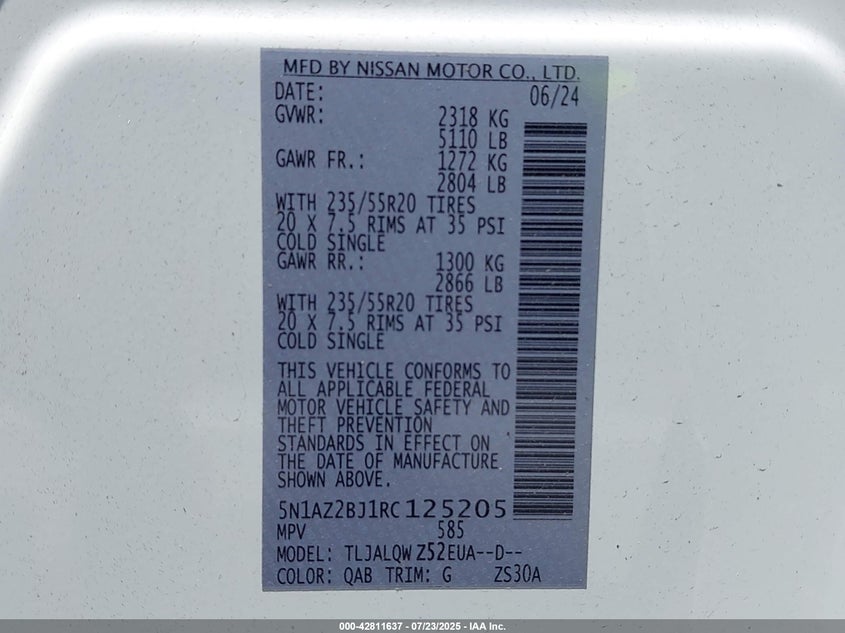 MFD BY NISSAN MOTOR CO., LTD.
DATE: 06/24
GVWR: 2318 KG
5110 LB
GAWR FR.: 1272 KG
2804 LB
WITH 235/55R20 TIRES
20 X 7.5 RIMS AT 35 PSI
COLD SINGLE
GAWR RR.: 1300 KG
2866 LB
WITH 235/55R20 TIRES
20 X 7.5 RIMS AT 35 PSI
COLD SINGLE
THIS VEHICLE CONFORMS TO
ALL APPLICABLE FEDERAL
MOTOR VEHICLE SAFETY AND
THEFT PREVENTION
STANDARDS IN EFFECT ON
THE DATE OF MANUFACTURE
SHOWN ABOVE.
5N1AZ2BJ1RC125205
MPV 585
MODEL: TLJALQWZ52EUA--D--
COLOR: QAB TRIM: G ZS30A
000-42811637 - 07/23/2025 - IAA Inc.